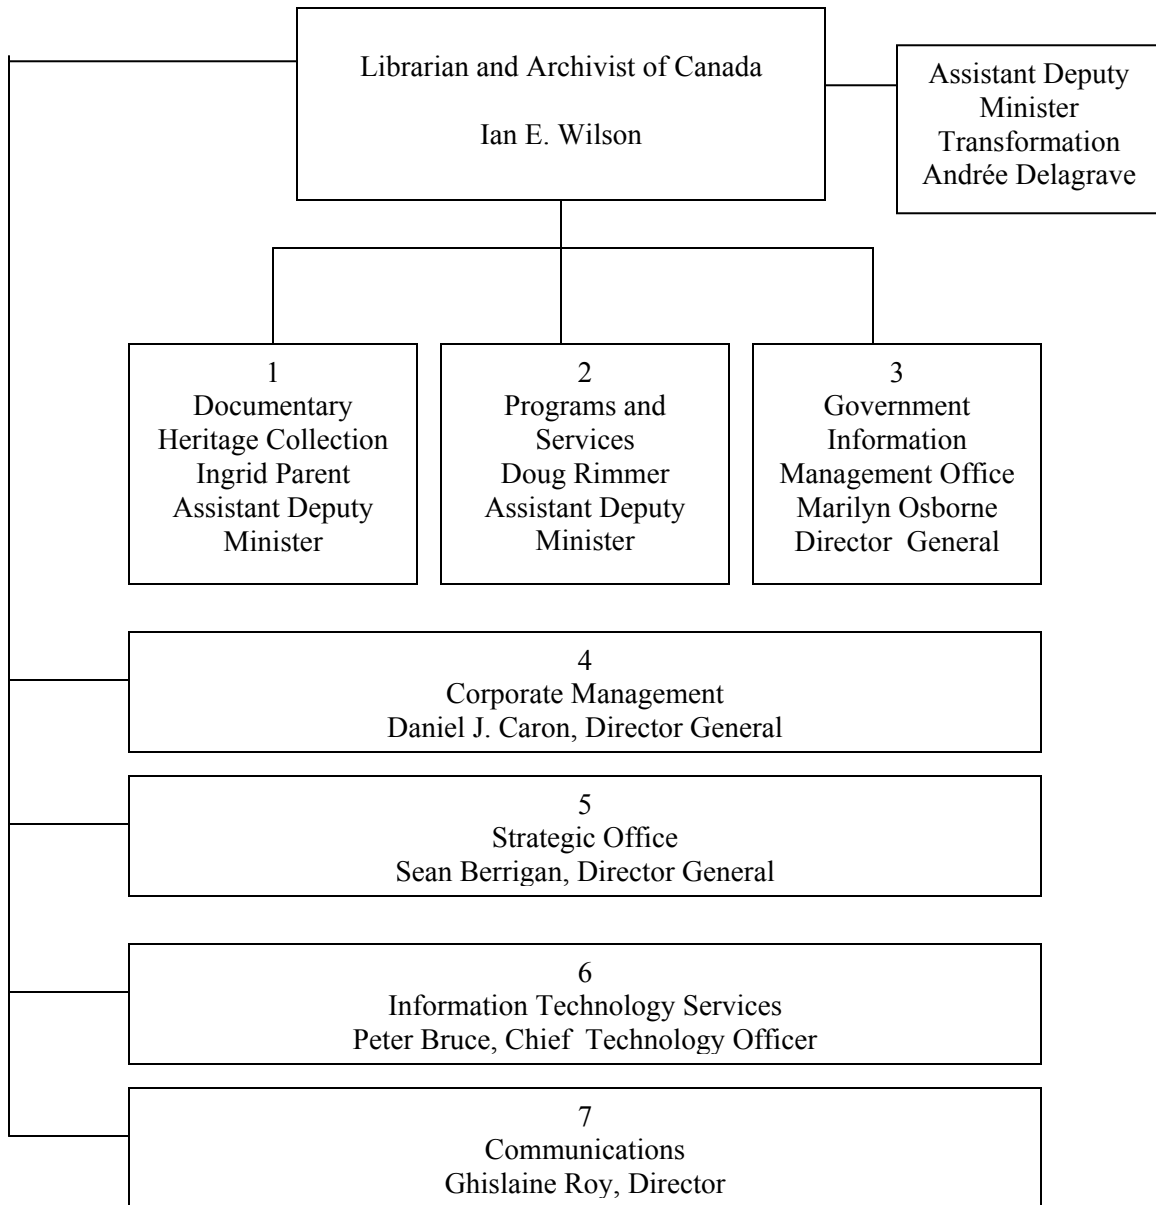 Librarian and Archivist of Canada
Ian E. Wilson
Assistant Deputy
Minister
Transformation
Andrée Delagrave
1
Documentary
Heritage Collection
Ingrid Parent
Assistant Deputy
Minister
2
Programs and
Services
Doug Rimmer
Assistant Deputy
Minister
3
Government
Information
Management Office
Marilyn Osborne
Director General
4
Corporate Management
Daniel J. Caron, Director General
5
Strategic Office
Sean Berrigan, Director General
6
Information Technology Services
Peter Bruce, Chief Technology Officer
7
Communications
Ghislaine Roy, Director